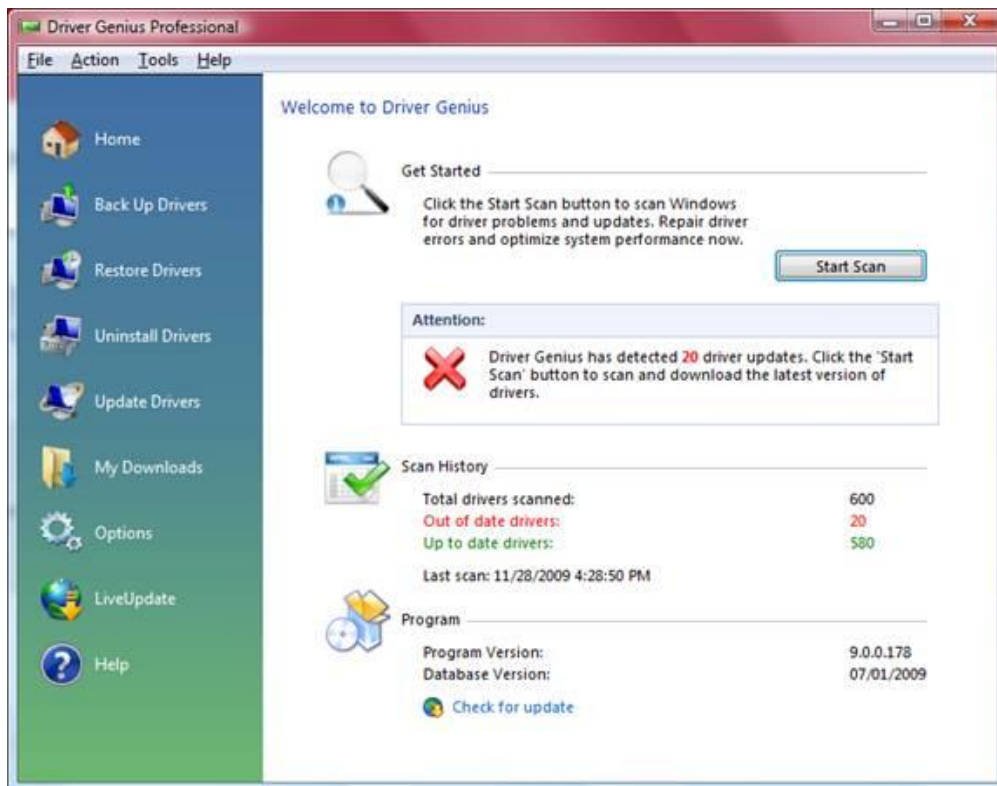 Driver Genius Professional
File Action Tools Help
Home
Back Up Drivers
Restore Drivers
Uninstall Drivers
Update Drivers
My Downloads
Options
LiveUpdate
Help
Welcome to Driver Genius
Get Started
Click the Start Scan button to scan Windows
for driver problems and updates. Repair driver
errors and optimize system performance now.
Start Scan
Attention:
Driver Genius has detected 20 driver updates. Click the 'Start
Scan' button to scan and download the latest version of
drivers.
Scan History
Total drivers scanned: 600
Out of date drivers: 20
Up to date drivers: 580
Last scan: 11/28/2009 4:28:50 PM
Program
Program Version: 9.0.0.178
Database Version: 07/01/2009
Check for update